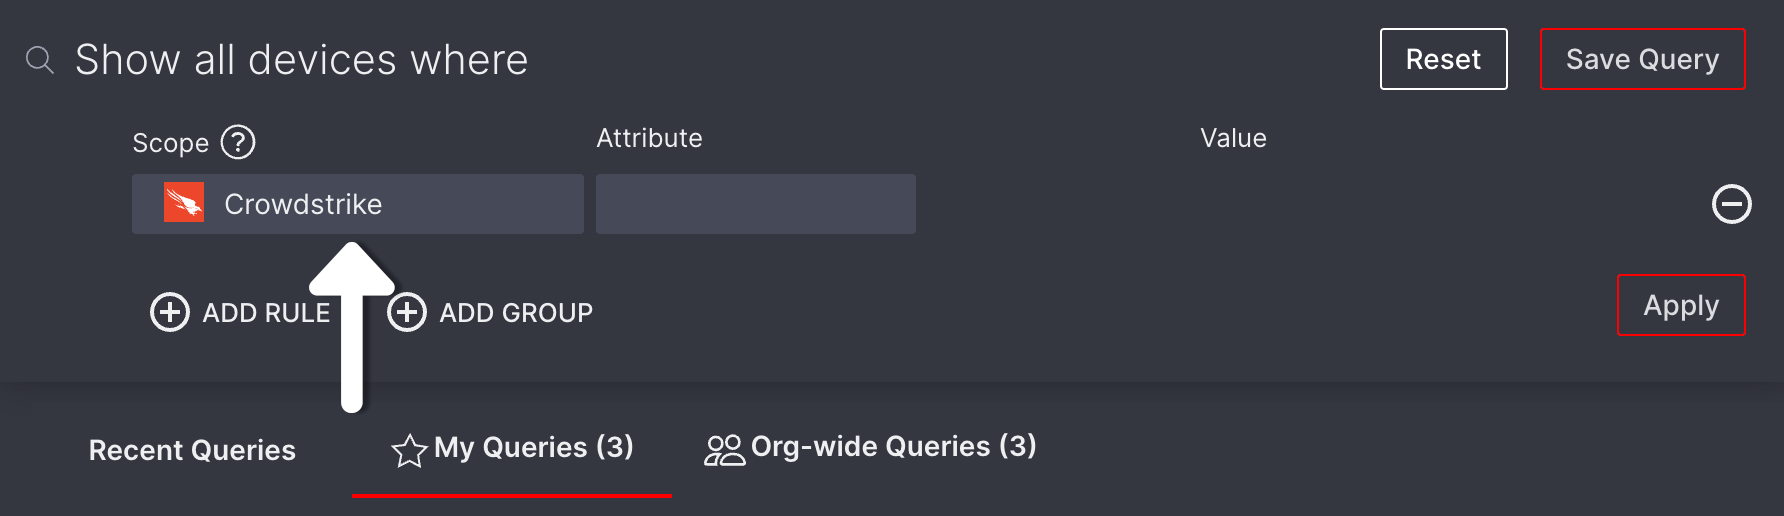 Show all devices where
Reset
Save Query
Scope ?
Attribute
Value
Crowdstrike
ADD RULE
ADD GROUP
Apply
Recent Queries
My Queries (3)
Org-wide Queries (3)